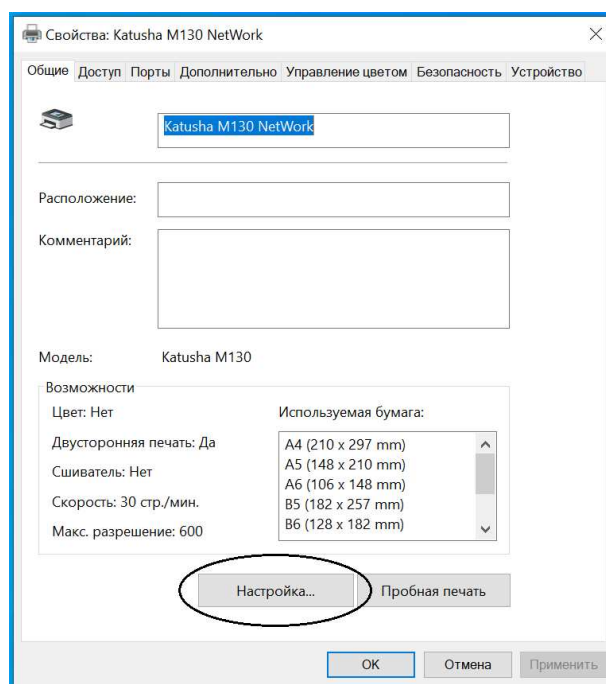 Свойства: Katusha M130 NetWork
Общие Доступ Порты Дополнительно Управление цветом Безопасность Устройство
Katusha M130 NetWork
Расположение:
Комментарий:
Модель: Katusha M130
Возможности
Цвет: Нет
Двусторонняя печать: Да
Сшиватель: Нет
Скорость: 30 стр./мин.
Макс. разрешение: 600
Используемая бумага:
A4 (210 x 297 mm)
A5 (148 x 210 mm)
A6 (106 x 148 mm)
B5 (182 x 257 mm)
B6 (128 x 182 mm)
Настройка... Пробная печать
ОК Отмена Применить